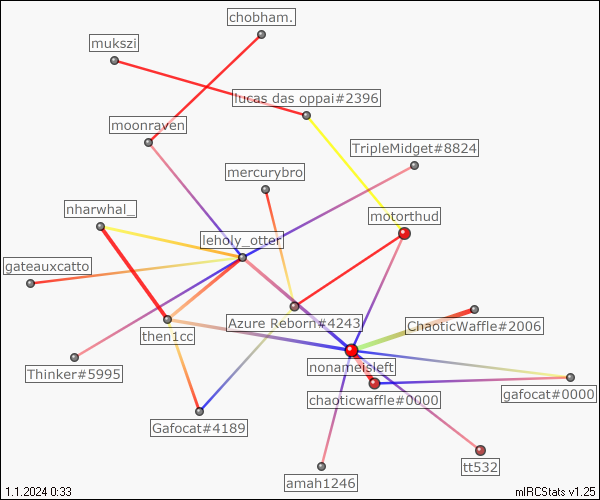 chobham.
mukszi
lucas das oppai#2396
moonraven
TripleMidget#8824
mercurybro
nharwhal_
motorthud
leholy_otter
gateauxcatto
Azure Reborn#4243
ChaoticWaffle#2006
then1cc
nonameisleft
Thinker#5995
chaoticwaffle#0000
gafocat#0000
Gafocat#4189
tt532
amah1246
1.1.2024 0:33
mIRCStats v1.25